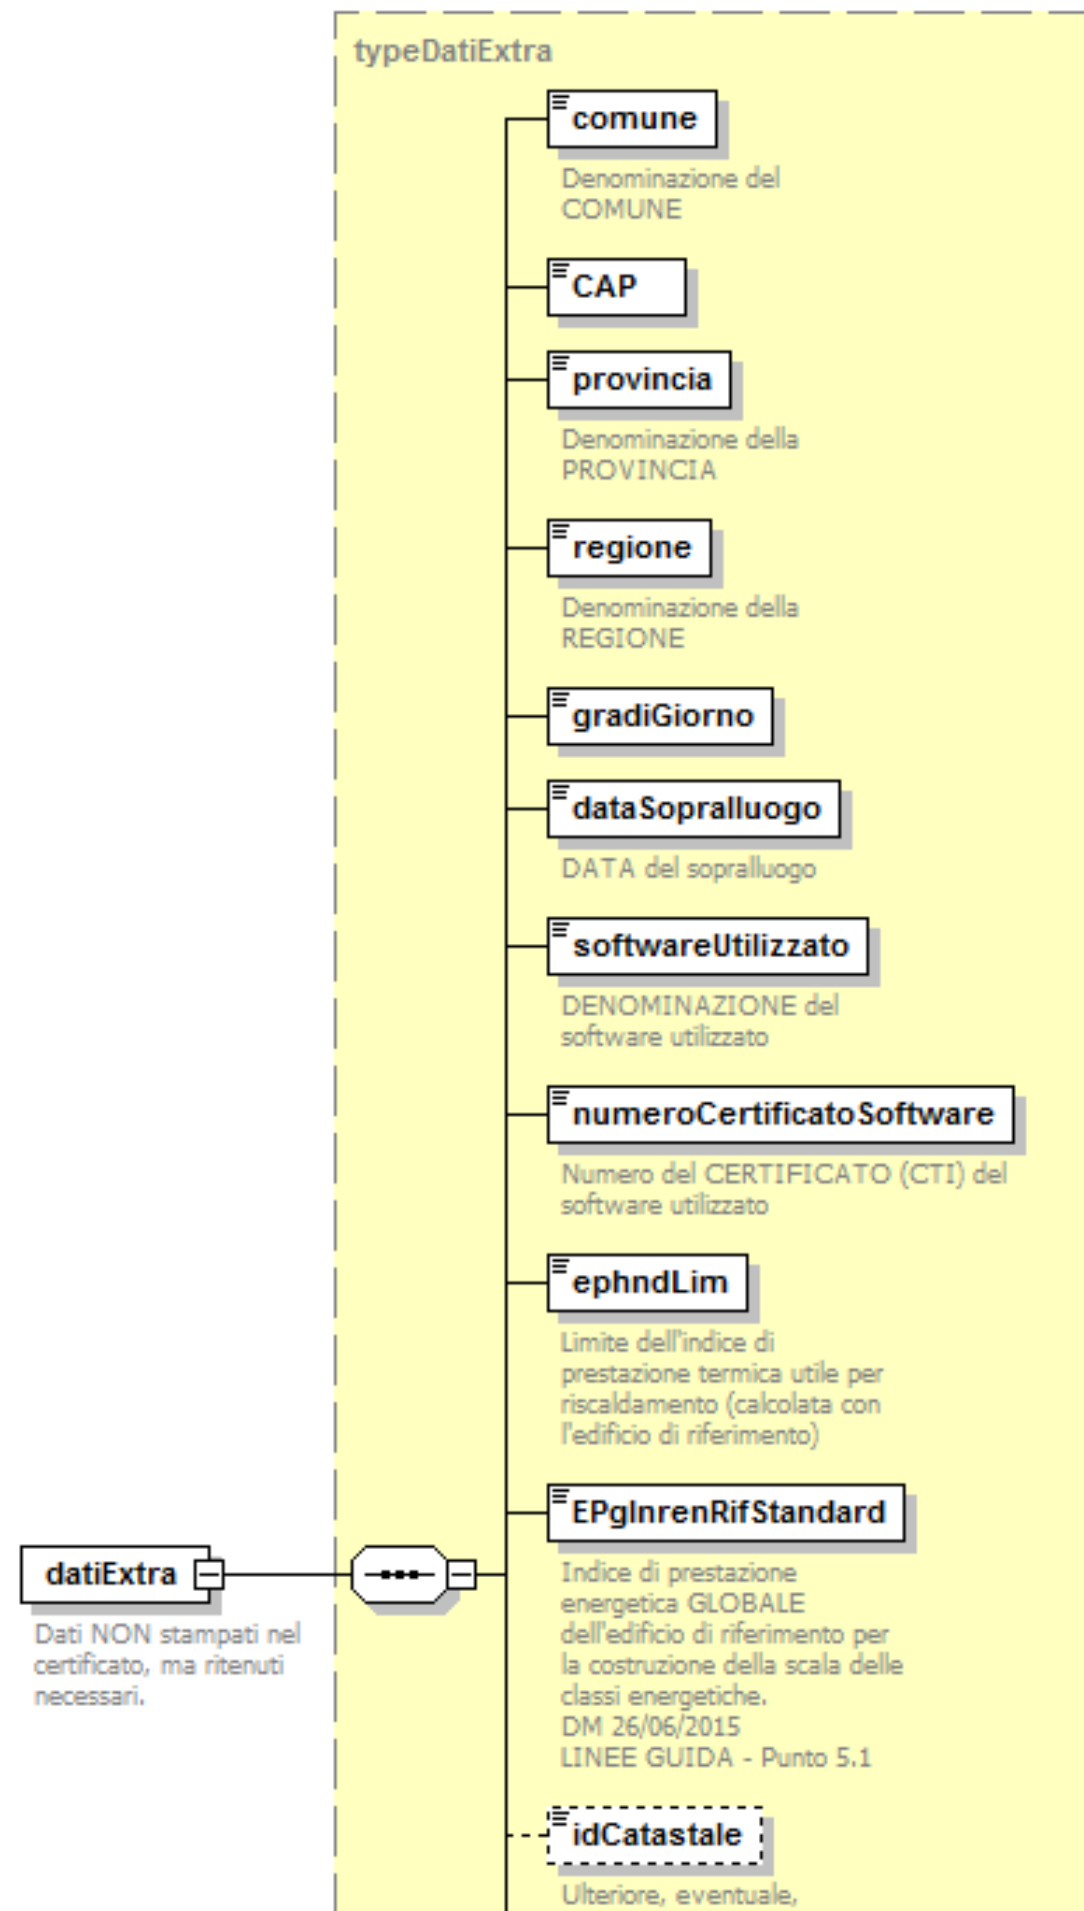 typeDatiExtra
comune
Denominazione del
COMUNE
CAP
provincia
Denominazione della
PROVINCIA
regione
Denominazione della
REGIONE
gradiGiorno
dataSopralluogo
DATA del sopralluogo
softwareUtilizzato
DENOMINAZIONE del
software utilizzato
numeroCertificatoSoftware
Numero del CERTIFICATO (CTI) del
software utilizzato
ephndLim
Limite dell'indice di
prestazione termica utile per
riscaldamento (calcolata con
l'edificio di riferimento)
EPglnrenRifStandard
Indice di prestazione
energetica GLOBALE
dell'edificio di riferimento per
la costruzione della scala delle
classi energetiche.
DM 26/06/2015
LINEE GUIDA - Punto 5.1
datiExtra
Dati NON stampati nel
certificato, ma ritenuti
necessari.
idCatastale
Ulteriore, eventuale,